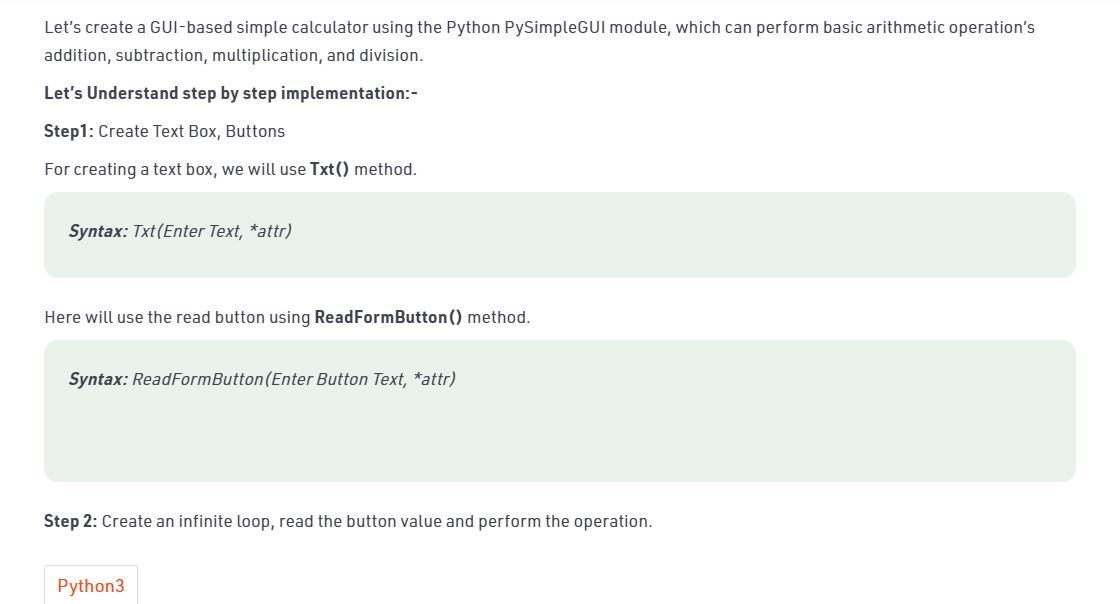 Let’s create a GUI-based simple calculator using the Python PySimpleGUI module, which can perform basic arithmetic operation’s
addition, subtraction, multiplication, and division.
Let’s Understand step by step implementation:-
Step1: Create Text Box, Buttons
For creating a text box, we will use Txt() method.
Syntax: Txt(Enter Text, *attr)
Here will use the read button using ReadFormButton() method.
Syntax: ReadFormButton(Enter Button Text, *attr)
Step 2: Create an infinite loop, read the button value and perform the operation.
Python3